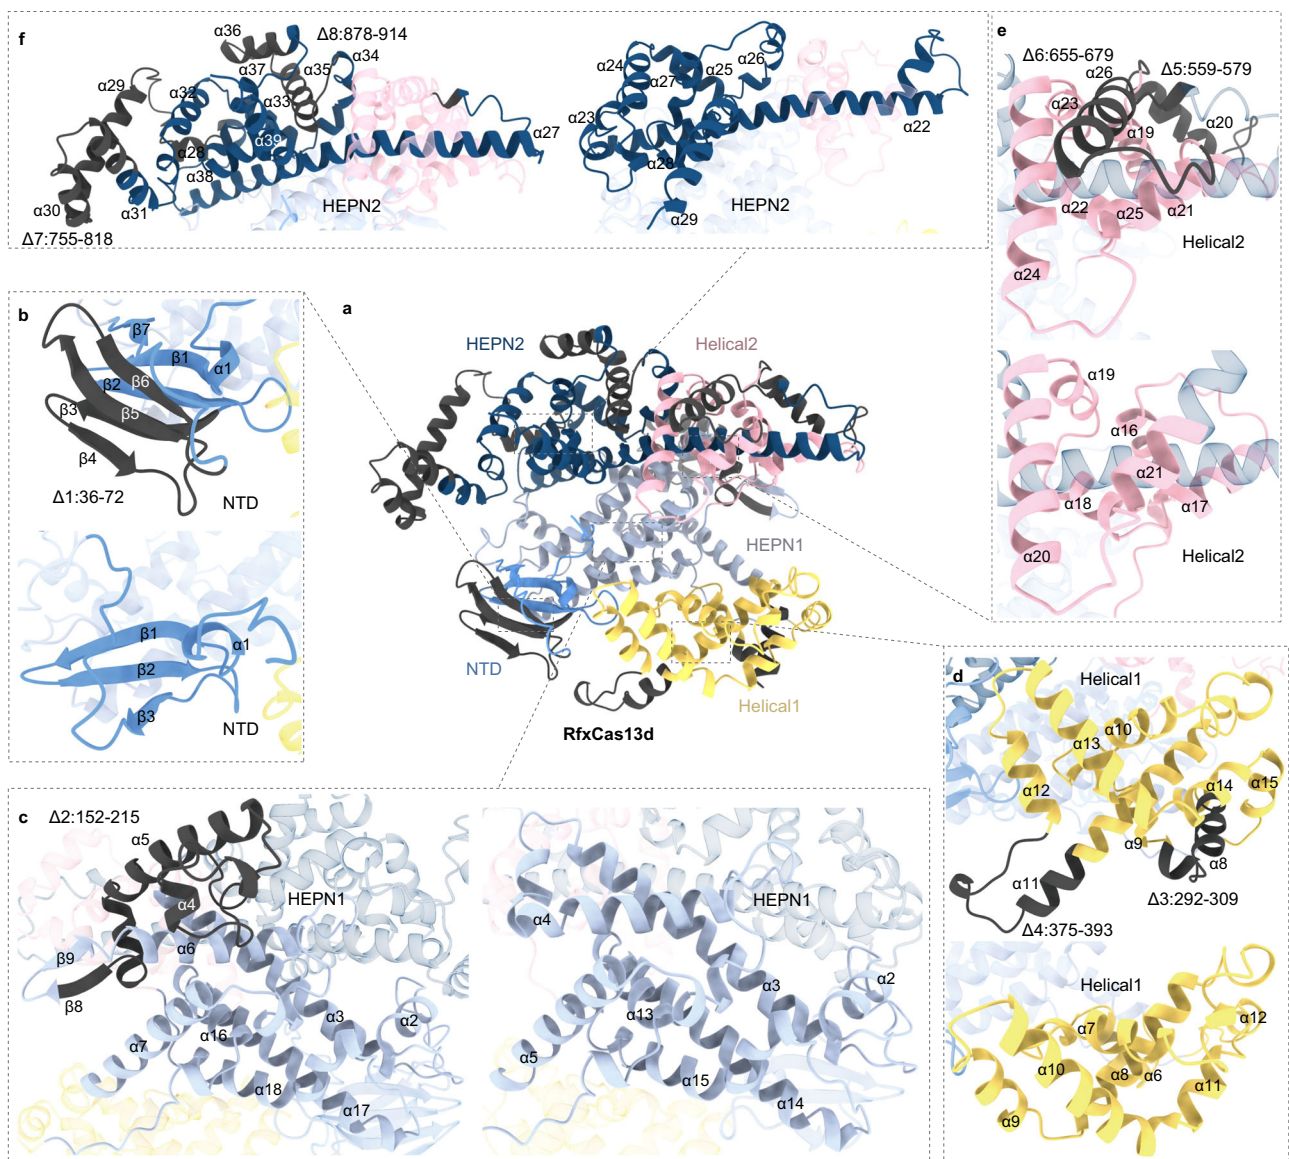 f
α36
Δ8:878-914
α37
α35
α34
α29
α32
α33
α39
α27
α28
α38
α30
α31
HEPN2
Δ7:755-818
α24
α25
α26
α27
α23
α22
α28
α29
HEPN2
e
Δ6:655-679
α26
Δ5:559-579
α23
α19
α20
α22
α25
α21
Helical2
α24
α19
α16
α21
α18
α17
α20
Helical2
b
β7
β1
α1
β2
β6
β3
β5
β4
Δ1:36-72
NTD
β1
α1
β2
β3
NTD
a
HEPN2
Helical2
HEPN1
NTD
Helical1
RfxCas13d
c
Δ2:152-215
α5
α4
HEPN1
α6
β9
β8
α16
α3
α2
α7
α18
α17
HEPN1
α4
α3
α2
α13
α5
α15
α14
d
Helical1
α10
α13
α12
α14
α15
α9
α8
α11
Δ3:292-309
Δ4:375-393
Helical1
α7
α12
α10
α8
α6
α11
α9